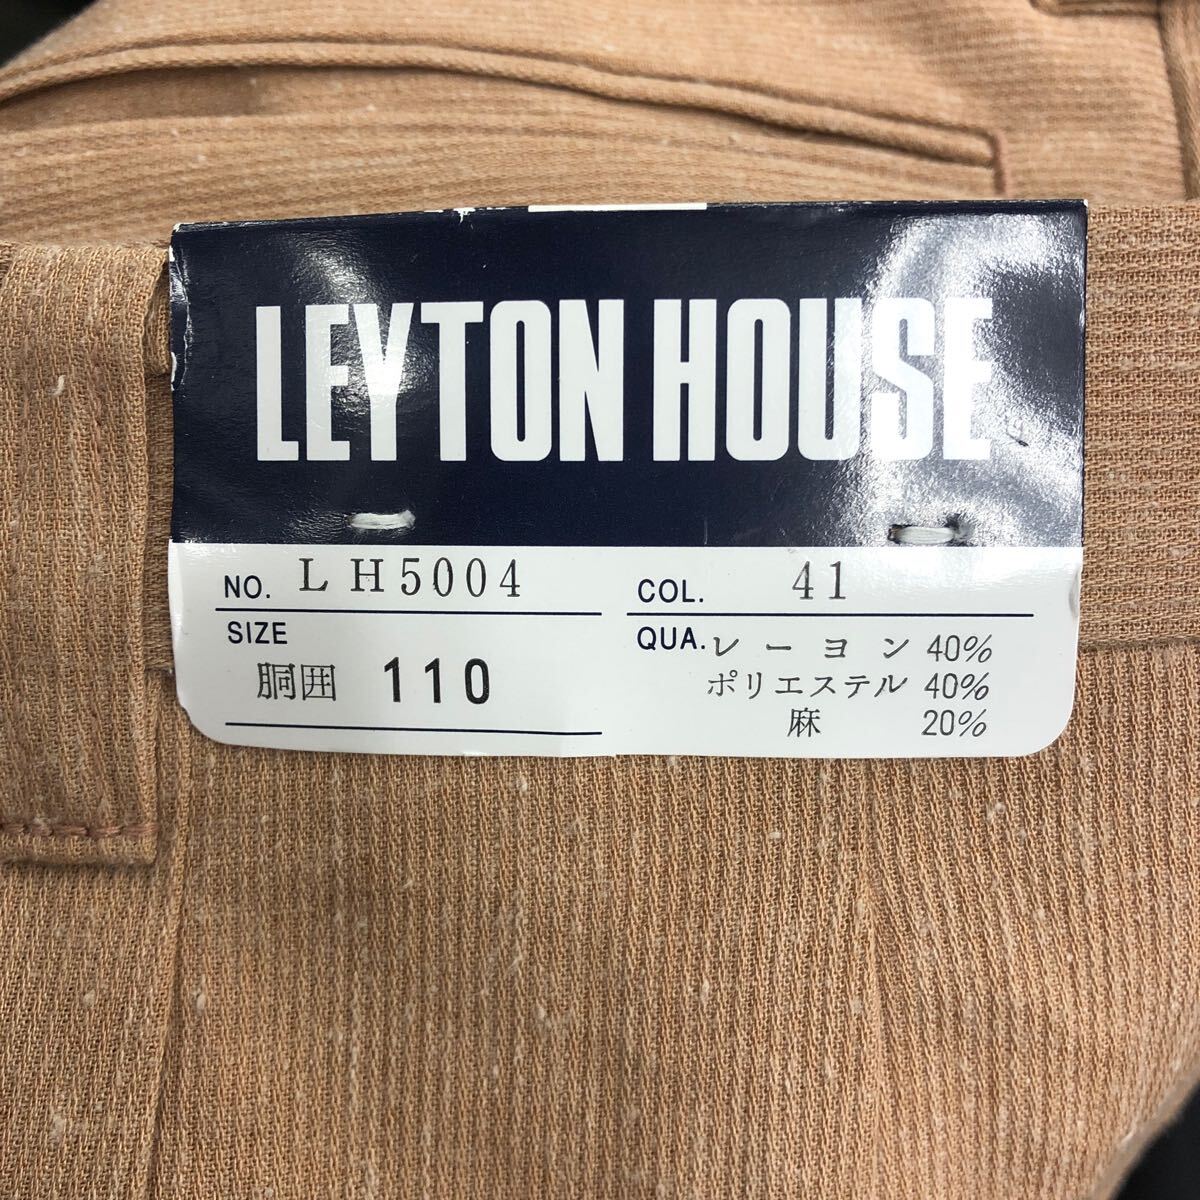 LEYTON HOUSE
NO. LH5004
COL. 41
SIZE
胴囲 110
QUA. レーヨン 40%
ポリエステル 40%
麻 20%